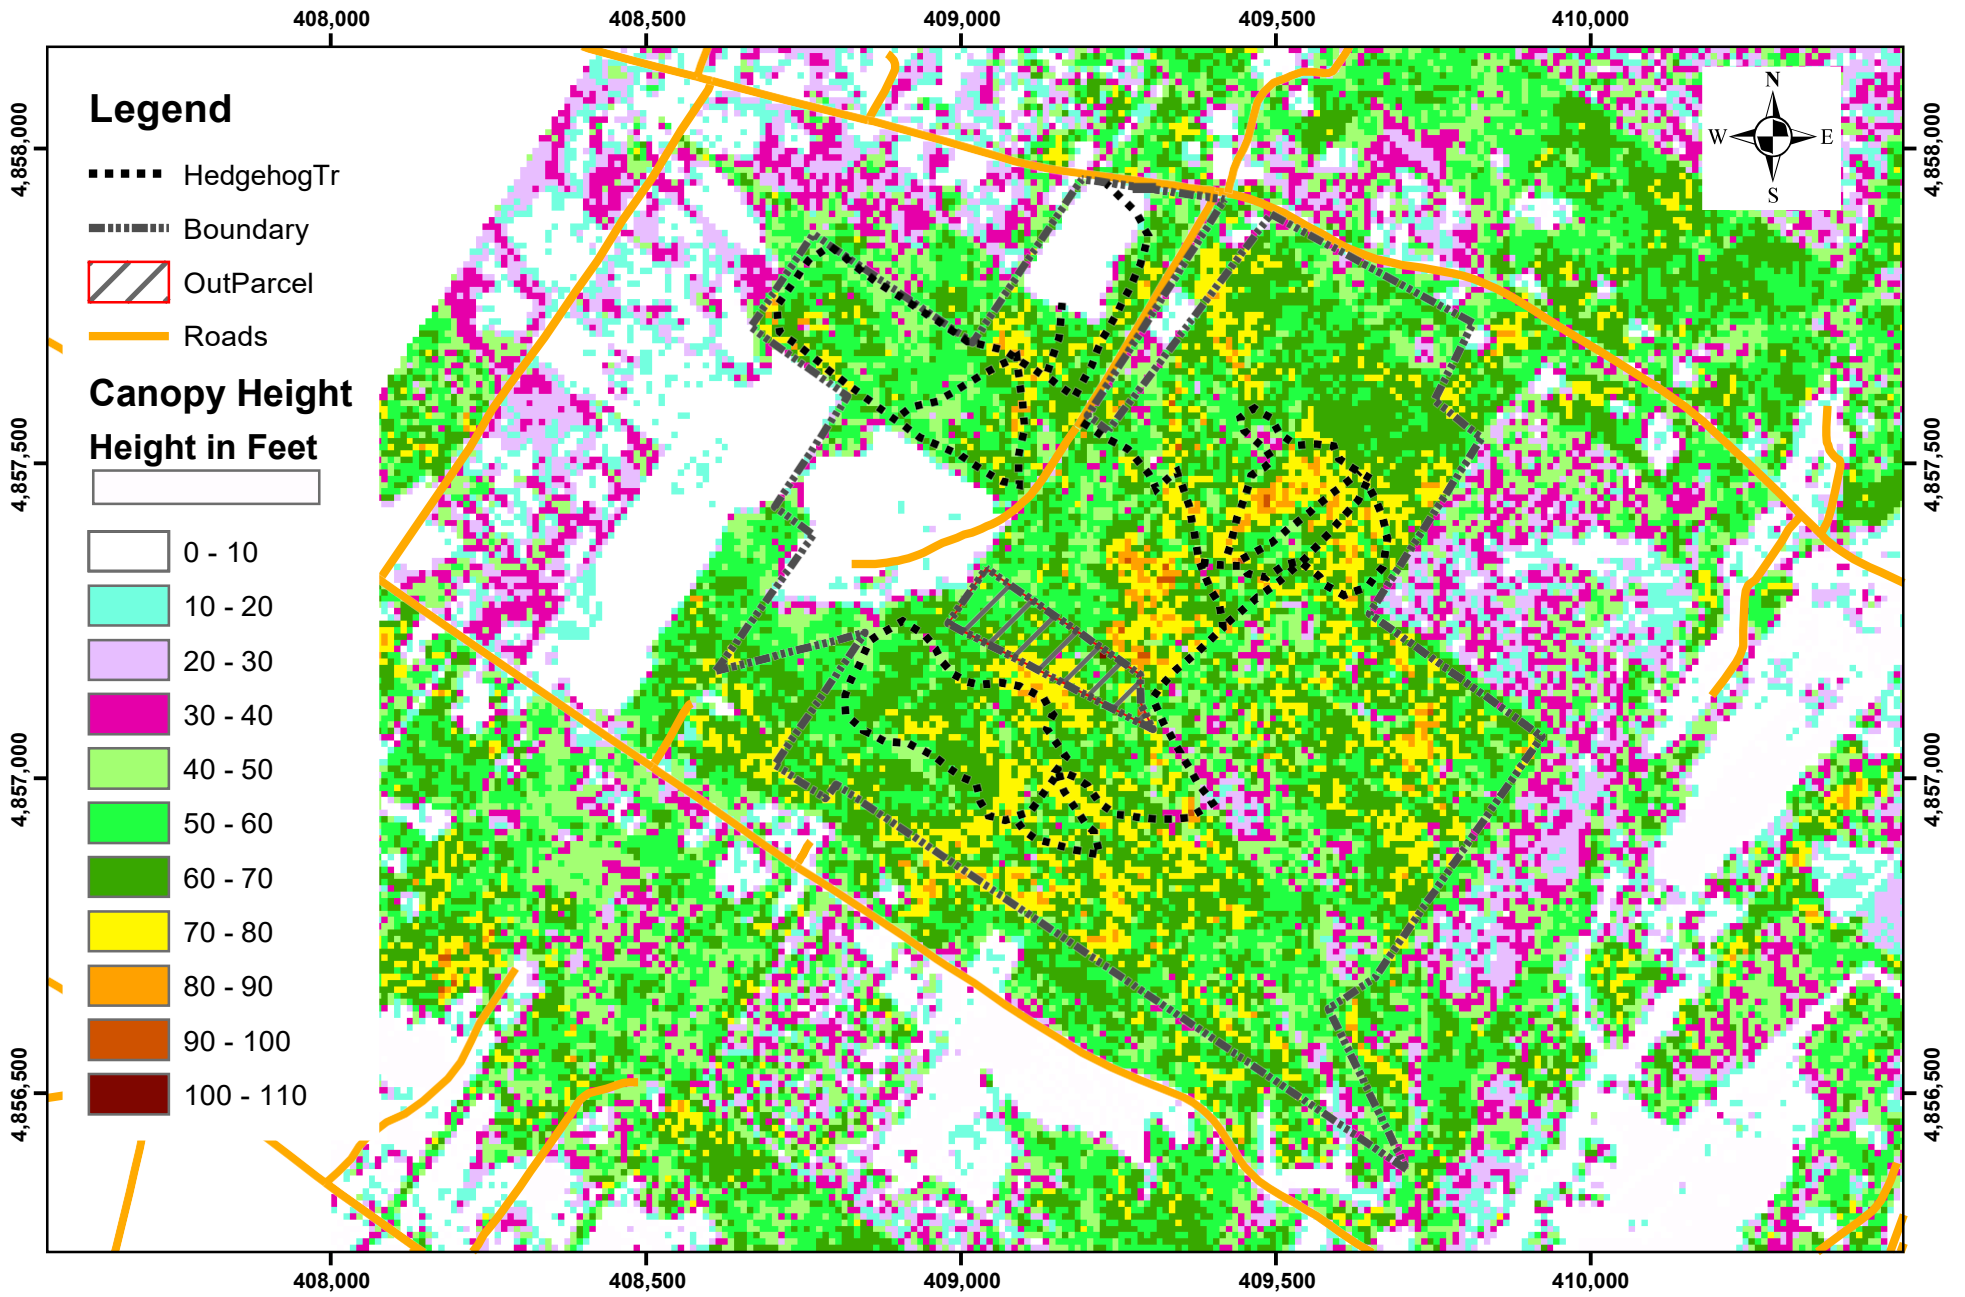 408,000 408,500 409,000 409,500 410,000
4,858,000
4,857,500
4,857,000
4,856,500
Legend
HedgehogTr
Boundary
OutParcel
Roads
Canopy Height
Height in Feet
0 - 10
10 - 20
20 - 30
30 - 40
40 - 50
50 - 60
60 - 70
70 - 80
80 - 90
90 - 100
100 - 110
N
W E
S
4,858,000
4,857,500
4,857,000
4,856,500
408,000 408,500 409,000 409,500 410,000